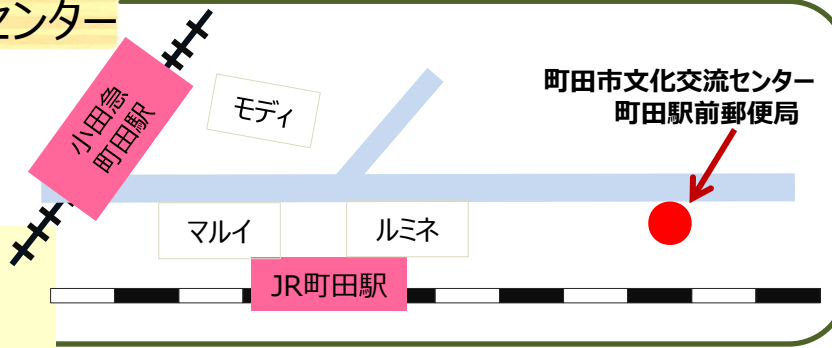 センター
小田急
町田駅
モディ
町田市文化交流センター
町田駅前郵便局
マルイ
ルミネ
JR町田駅